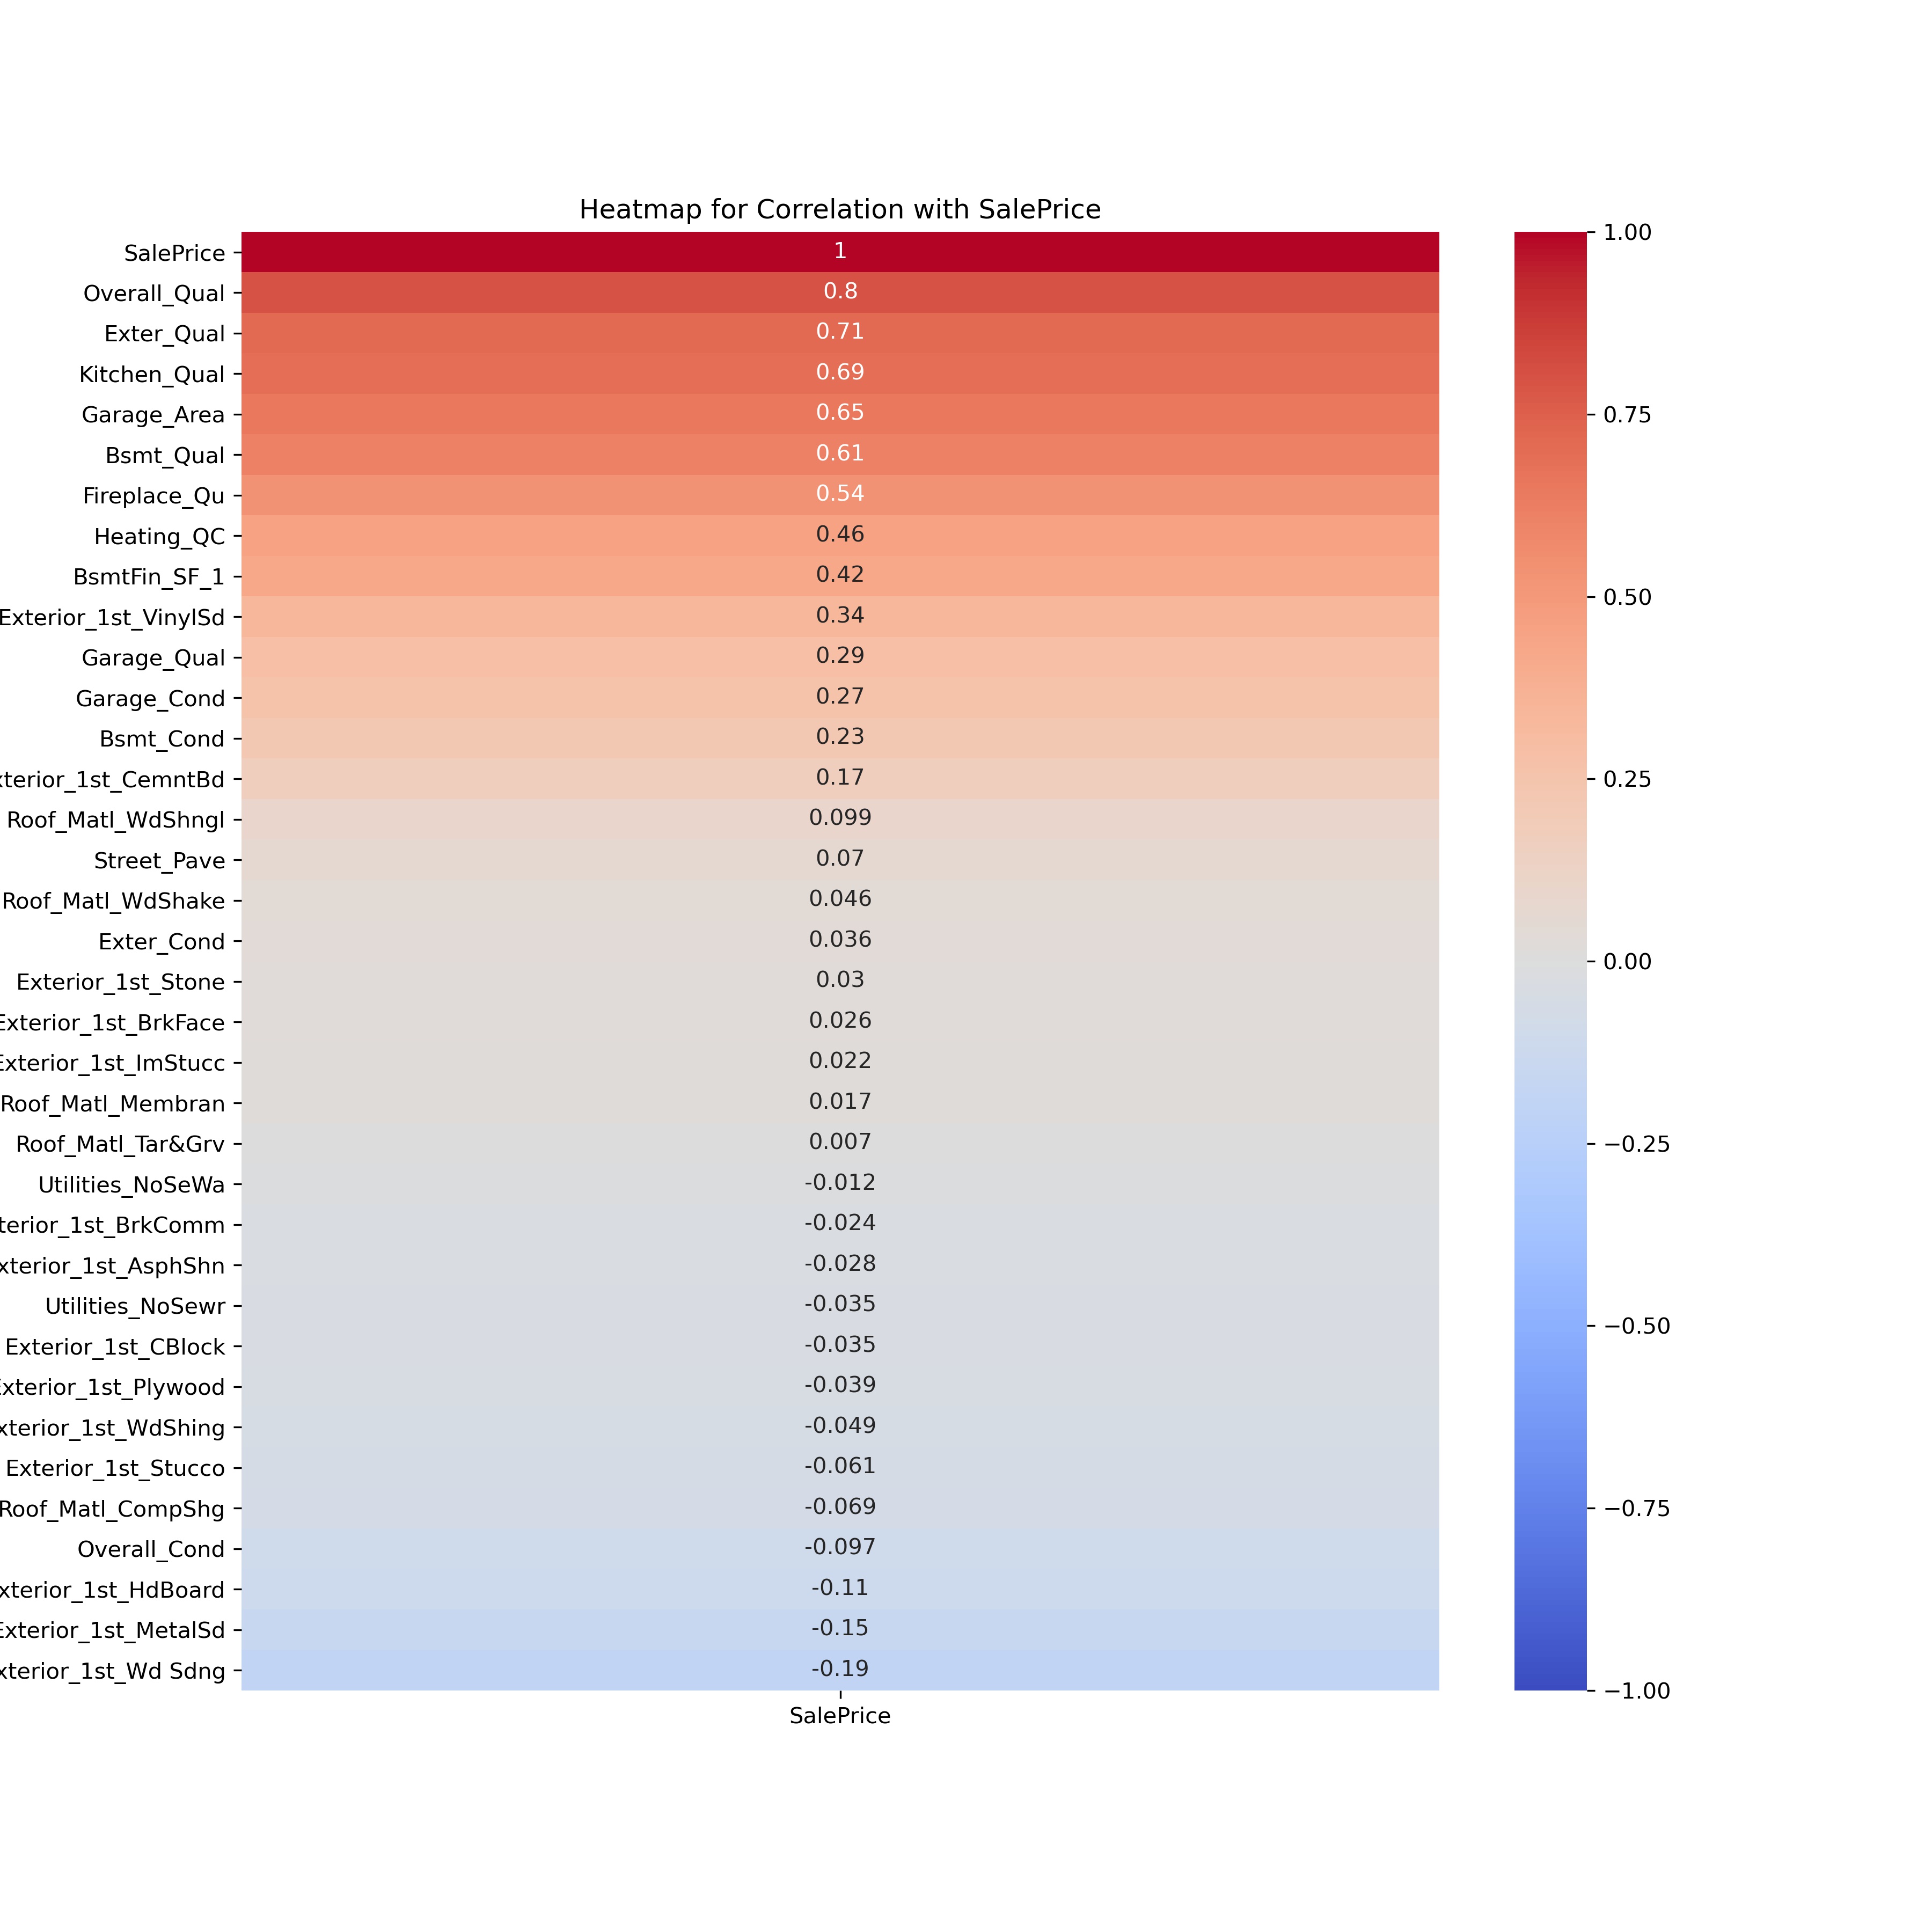 Heatmap for Correlation with SalePrice
SalePrice 1
Overall_Qual 0.8
Exter_Qual 0.71
Kitchen_Qual 0.69
Garage_Area 0.65
Bsmt_Qual 0.61
Fireplace_Qu 0.54
Heating_QC 0.46
BsmtFin_SF_1 0.42
Exterior_1st_VinylSd 0.34
Garage_Qual 0.29
Garage_Cond 0.27
Bsmt_Cond 0.23
xterior_1st_CemntBd 0.17
Roof_Matl_WdShngl 0.099
Street_Pave 0.07
Roof_Matl_WdShake 0.046
Exter_Cond 0.036
Exterior_1st_Stone 0.03
Exterior_1st_BrkFace 0.026
Exterior_1st_ImStucc 0.022
Roof_Matl_Membran 0.017
Roof_Matl_Tar&Grv 0.007
Utilities_NoSeWa -0.012
terior_1st_BrkComm -0.024
xterior_1st_AsphShn -0.028
Utilities_NoSewr -0.035
Exterior_1st_CBlock -0.035
Exterior_1st_Plywood -0.039
xterior_1st_WdShing -0.049
Exterior_1st_Stucco -0.061
Roof_Matl_CompShg -0.069
Overall_Cond -0.097
xterior_1st_HdBoard -0.11
Exterior_1st_MetalSd -0.15
xterior_1st_Wd Sdng -0.19
SalePrice
1.00
0.75
0.50
0.25
0.00
−0.25
−0.50
−0.75
−1.00